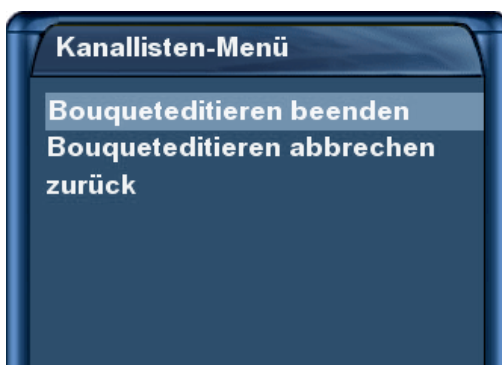 Kanallisten-Menü
Bouqueteditieren beenden
Bouqueteditieren abbrechen
zurück